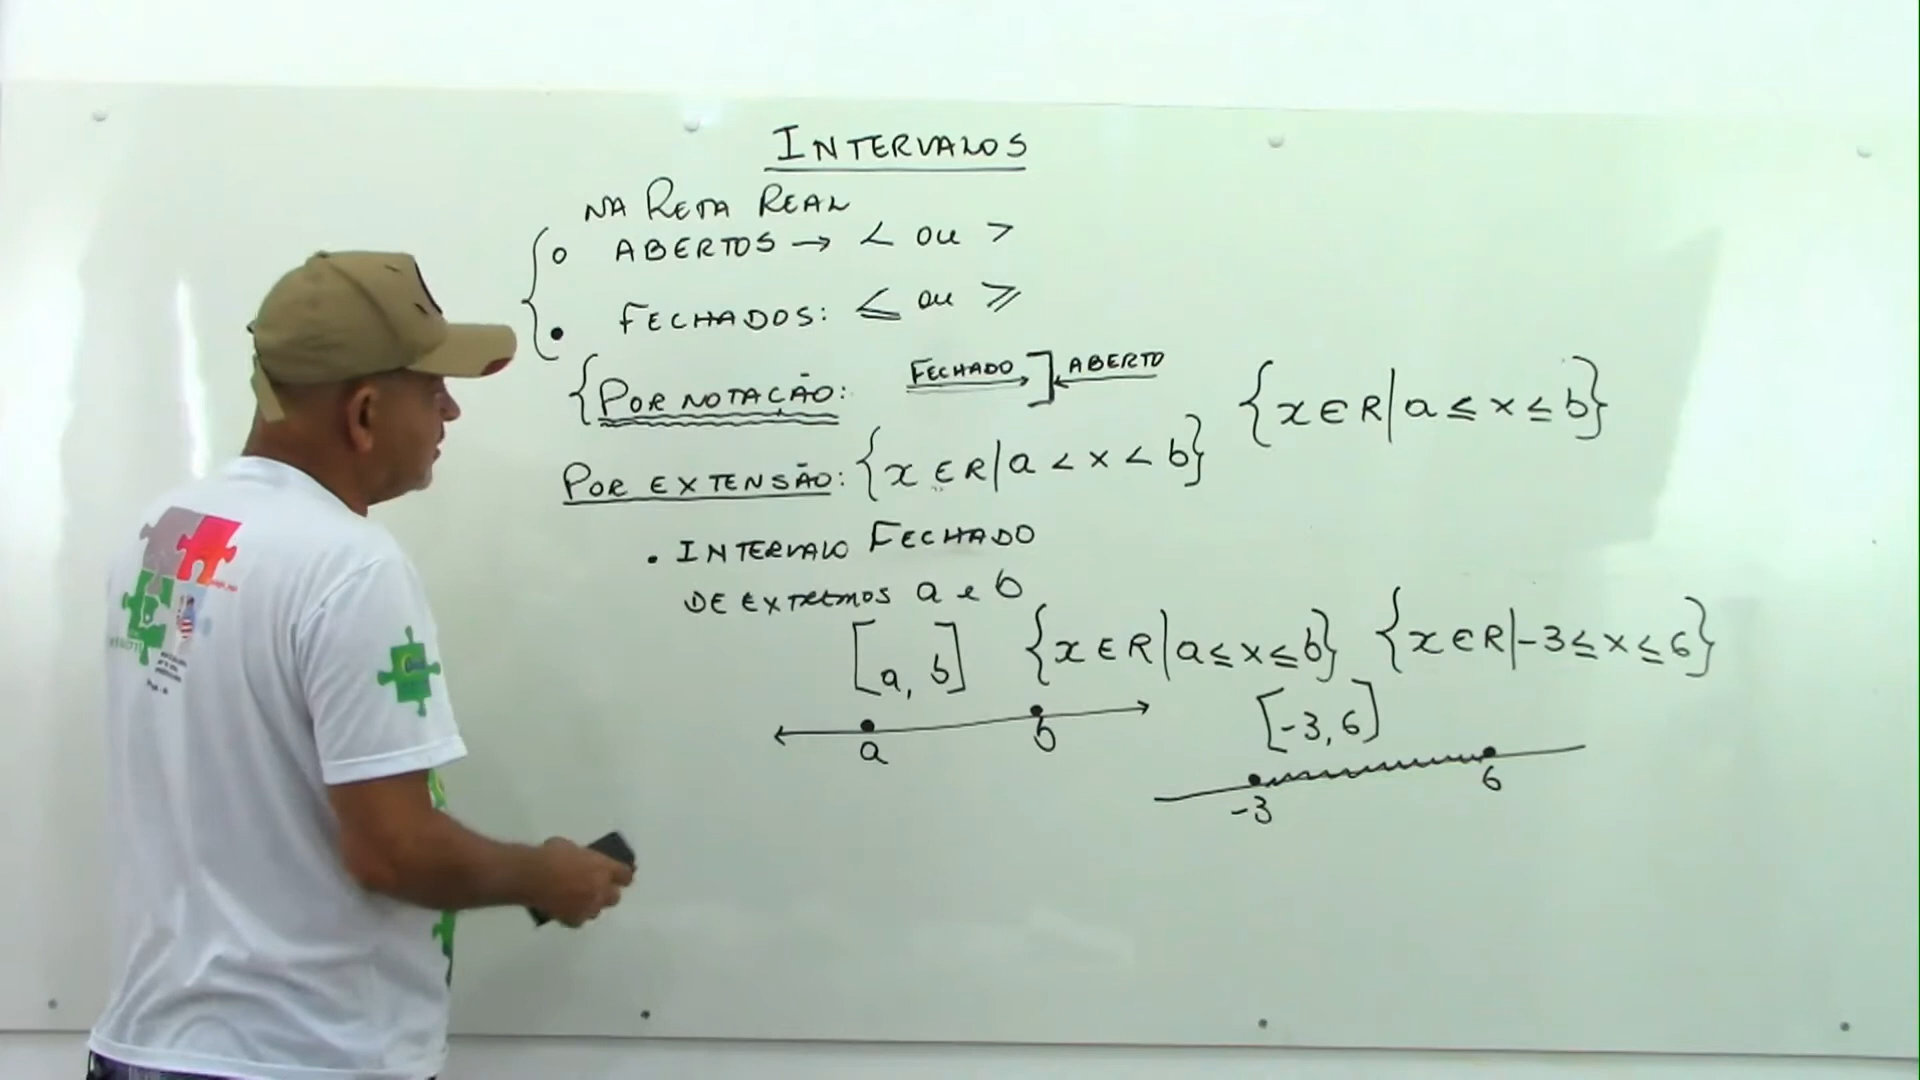 INTERVALOS
NA RETA REAL
ABERTOS → < ou >
FECHADOS: ≤ ou ≥
POR NOTAÇÃO: FECHADO ] ABERTO
{x ∈ R | a ≤ x ≤ b}
POR EXTENSÃO: {x ∈ R | a < x < b}
• INTERVALO FECHADO
DE EXTREMOS a e b
[a, b] {x ∈ R | a ≤ x ≤ b} {x ∈ R | -3 ≤ x ≤ 6}
[-3, 6]
a b
-3 6